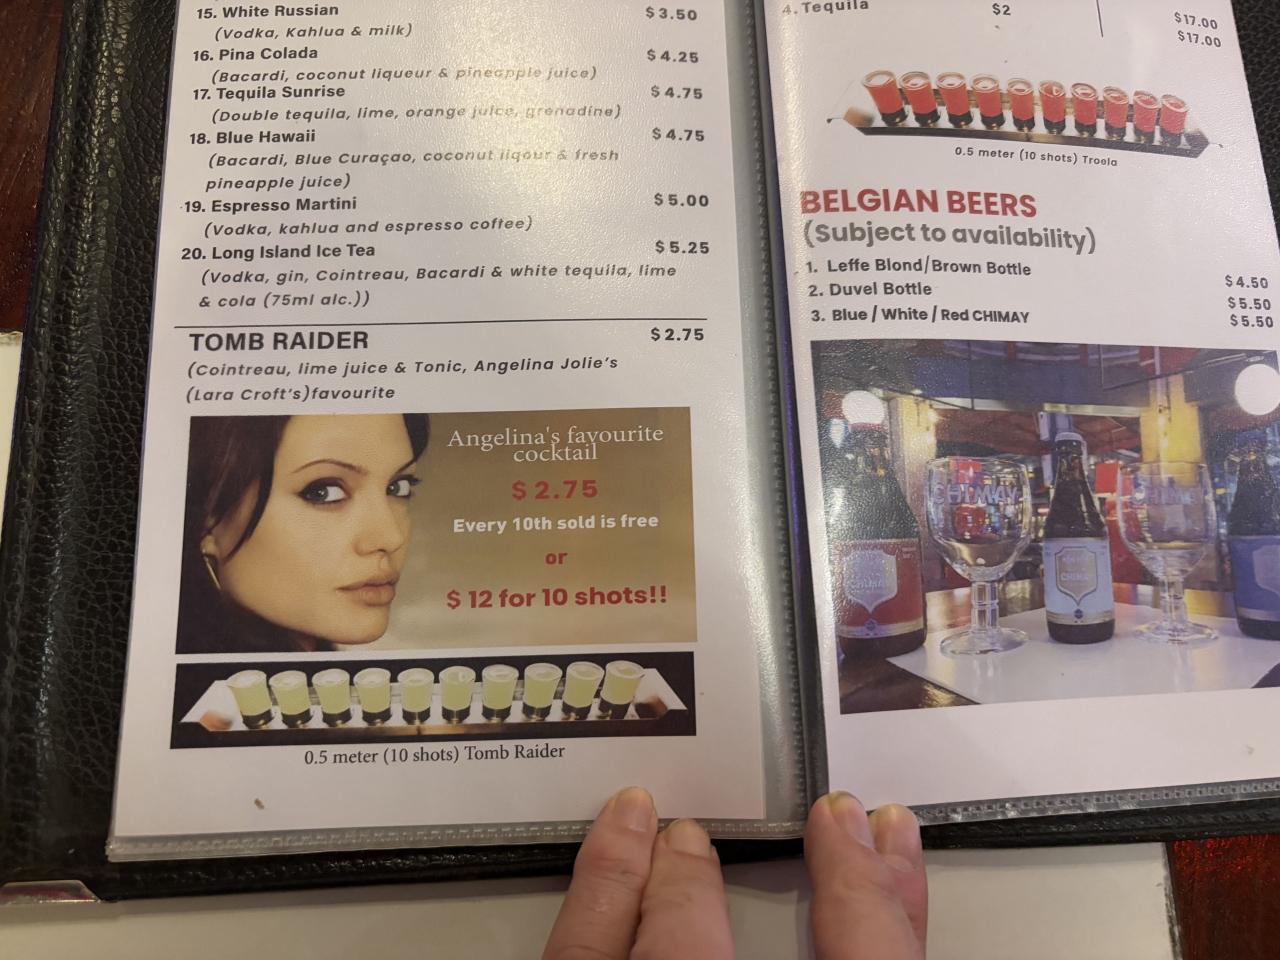 15. White Russian $3.50
(Vodka, Kahlua & milk)
16. Pina Colada $4.25
(Bacardi, coconut liqueur & pineapple juice)
17. Tequila Sunrise $4.75
(Double tequila, lime, orange juice, grenadine)
18. Blue Hawaii $4.75
(Bacardi, Blue Curaçao, coconut liqour & fresh
pineapple juice)
19. Espresso Martini $5.00
(Vodka, kahlua and espresso coffee)
20. Long Island Ice Tea $5.25
(Vodka, gin, Cointreau, Bacardi & white tequila, lime
& cola (75ml alc.))
TOMB RAIDER $2.75
(Cointreau, lime juice & Tonic, Angelina Jolie's
(Lara Croft's)favourite
Angelina's favourite
cocktail
$2.75
Every 10th sold is free
or
$ 12 for 10 shots!!
0.5 meter (10 shots) Tomb Raider
4. Tequila $2 $17.00
$17.00
0.5 meter (10 shots) Troela
BELGIAN BEERS
(Subject to availability)
1. Leffe Blond/Brown Bottle $4.50
2. Duvel Bottle $5.50
3. Blue / White / Red CHIMAY $5.50
CHIMAY
CHIMAY
CHIMAY
CHIMAY